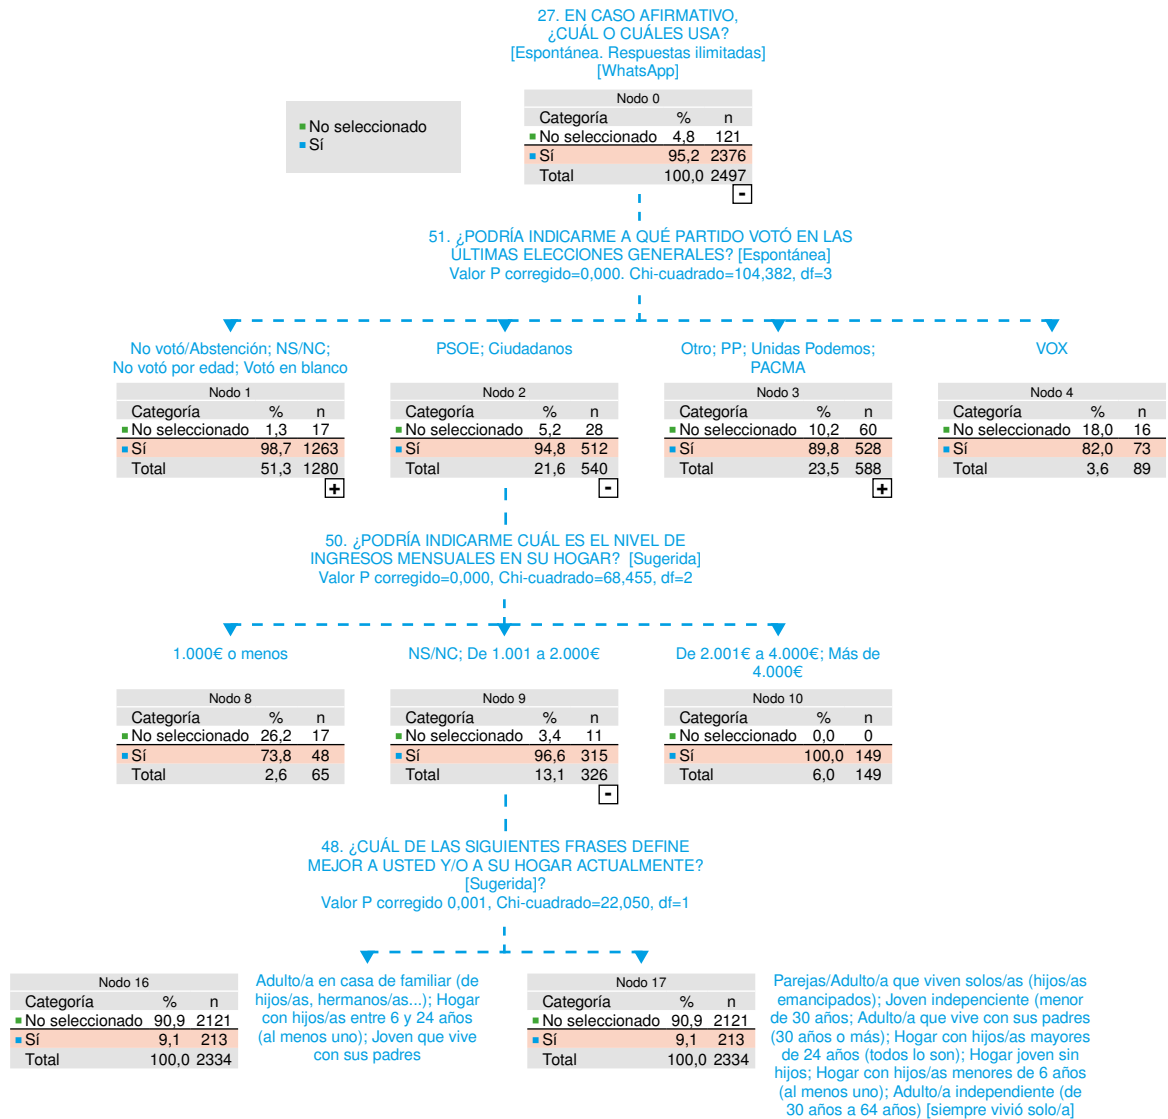 27. EN CASO AFIRMATIVO,
¿CUÁL O CUÁLES USA?
[Espontánea. Respuestas ilimitadas]
[WhatsApp]
No seleccionado
Sí
Nodo 0
Categoría % n
No seleccionado 4,8 121
Sí 95,2 2376
Total 100,0 2497
-
51. ¿PODRÍA INDICARME A QUÉ PARTIDO VOTÓ EN LAS
ÚLTIMAS ELECCIONES GENERALES? [Espontánea]
Valor P corregido=0,000. Chi-cuadrado=104,382, df=3
No votó/Abstención; NS/NC;
No votó por edad; Votó en blanco
Nodo 1
Categoría % n
No seleccionado 1,3 17
Sí 98,7 1263
Total 51,3 1280
+
PSOE; Ciudadanos
Nodo 2
Categoría % n
No seleccionado 5,2 28
Sí 94,8 512
Total 21,6 540
-
Otro; PP; Unidas Podemos;
PACMA
Nodo 3
Categoría % n
No seleccionado 10,2 60
Sí 89,8 528
Total 23,5 588
+
VOX
Nodo 4
Categoría % n
No seleccionado 18,0 16
Sí 82,0 73
Total 3,6 89
50. ¿PODRÍA INDICARME CUÁL ES EL NIVEL DE
INGRESOS MENSUALES EN SU HOGAR? [Sugerida]
Valor P corregido=0,000, Chi-cuadrado=68,455, df=2
1.000€ o menos
Nodo 8
Categoría % n
No seleccionado 26,2 17
Sí 73,8 48
Total 2,6 65
NS/NC; De 1.001 a 2.000€
Nodo 9
Categoría % n
No seleccionado 3,4 11
Sí 96,6 315
Total 13,1 326
-
De 2.001€ a 4.000€; Más de
4.000€
Nodo 10
Categoría % n
No seleccionado 0,0 0
Sí 100,0 149
Total 6,0 149
48. ¿CUÁL DE LAS SIGUIENTES FRASES DEFINE
MEJOR A USTED Y/O A SU HOGAR ACTUALMENTE?
[Sugerida]?
Valor P corregido 0,001, Chi-cuadrado=22,050, df=1
Nodo 16
Categoría % n
No seleccionado 90,9 2121
Sí 9,1 213
Total 100,0 2334
Adulto/a en casa de familiar (de
hijos/as, hermanos/as...); Hogar
con hijos/as entre 6 y 24 años
(al menos uno); Joven que vive
con sus padres
Nodo 17
Categoría % n
No seleccionado 90,9 2121
Sí 9,1 213
Total 100,0 2334
Parejas/Adulto/a que viven solos/as (hijos/as
emancipados); Joven indepenciente (menor
de 30 años; Adulto/a que vive con sus padres
(30 años o más); Hogar con hijos/as mayores
de 24 años (todos lo son); Hogar joven sin
hijos; Hogar con hijos/as menores de 6 años
(al menos uno); Adulto/a independiente (de
30 años a 64 años) [siempre vivió solo/a]